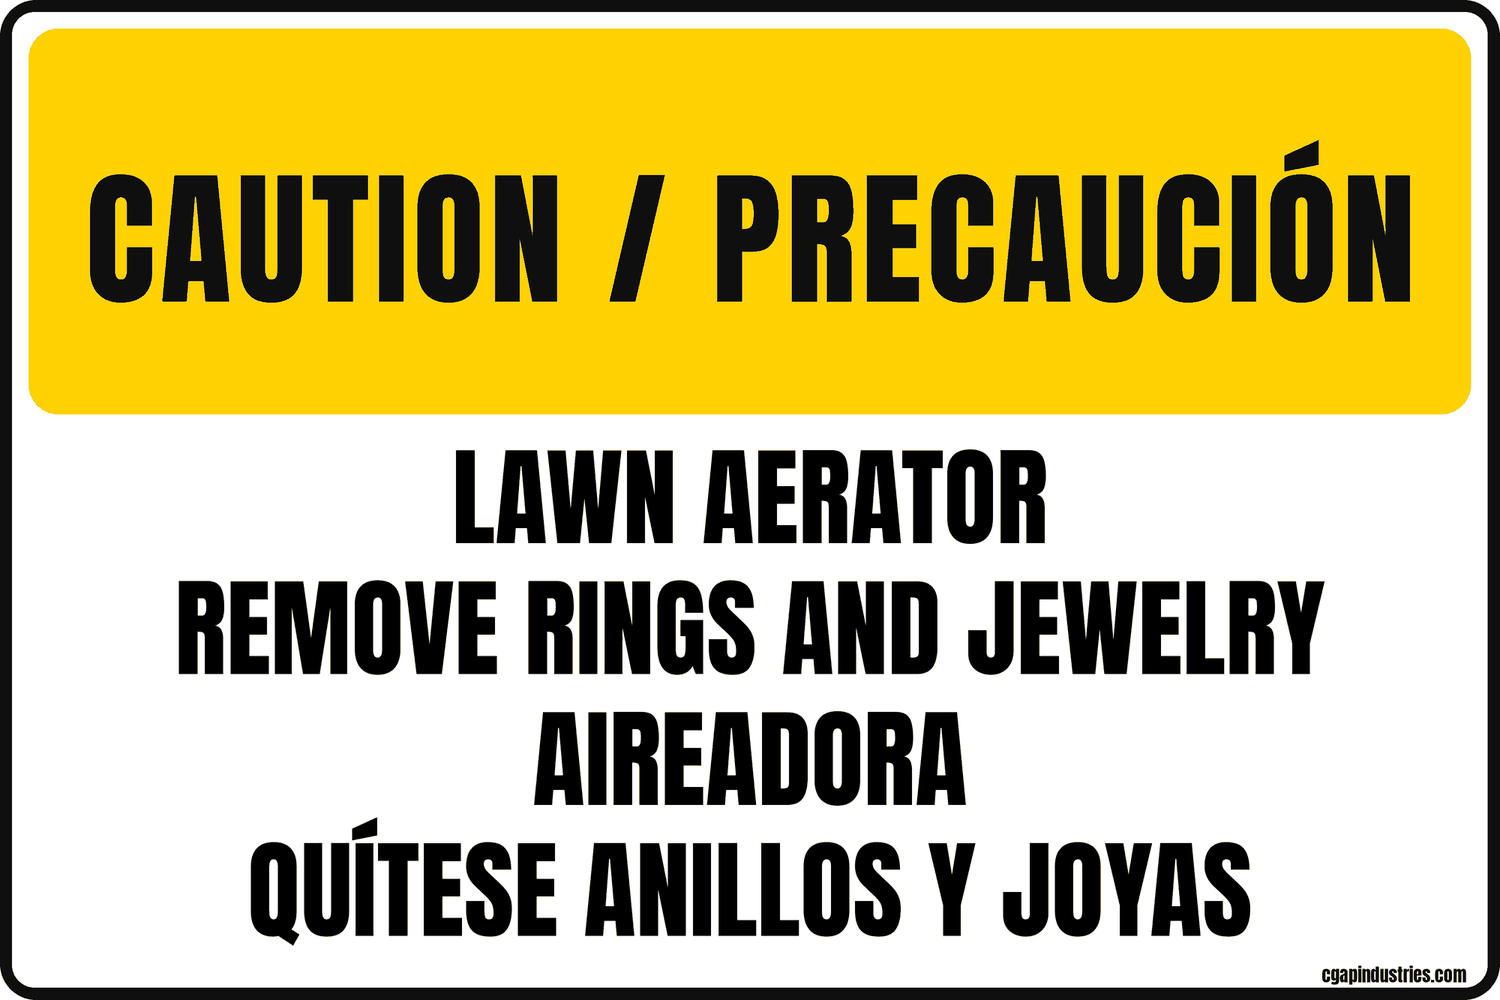 CAUTION / PRECAUCIÓN
LAWN AERATOR
REMOVE RINGS AND JEWELRY
AIREADORA
QUÍTESE ANILLOS Y JOYAS
cgapindustries.com